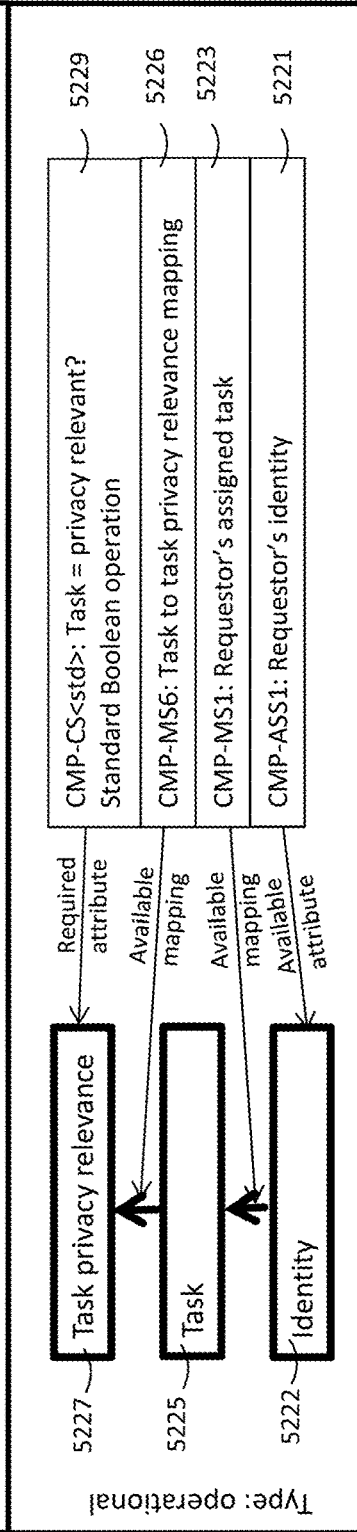 Type: operational
5227
Task privacy relevance
5225
Task
5222
Identity
Required
attribute
Available
mapping
Available
mapping
Available
attribute
CMP-CS<std>: Task = privacy relevant?
Standard Boolean operation
CMP-MS6: Task to task privacy relevance mapping
CMP-MS1: Requestor's assigned task
CMP-ASS1: Requestor's identity
5229
5226
5223
5221